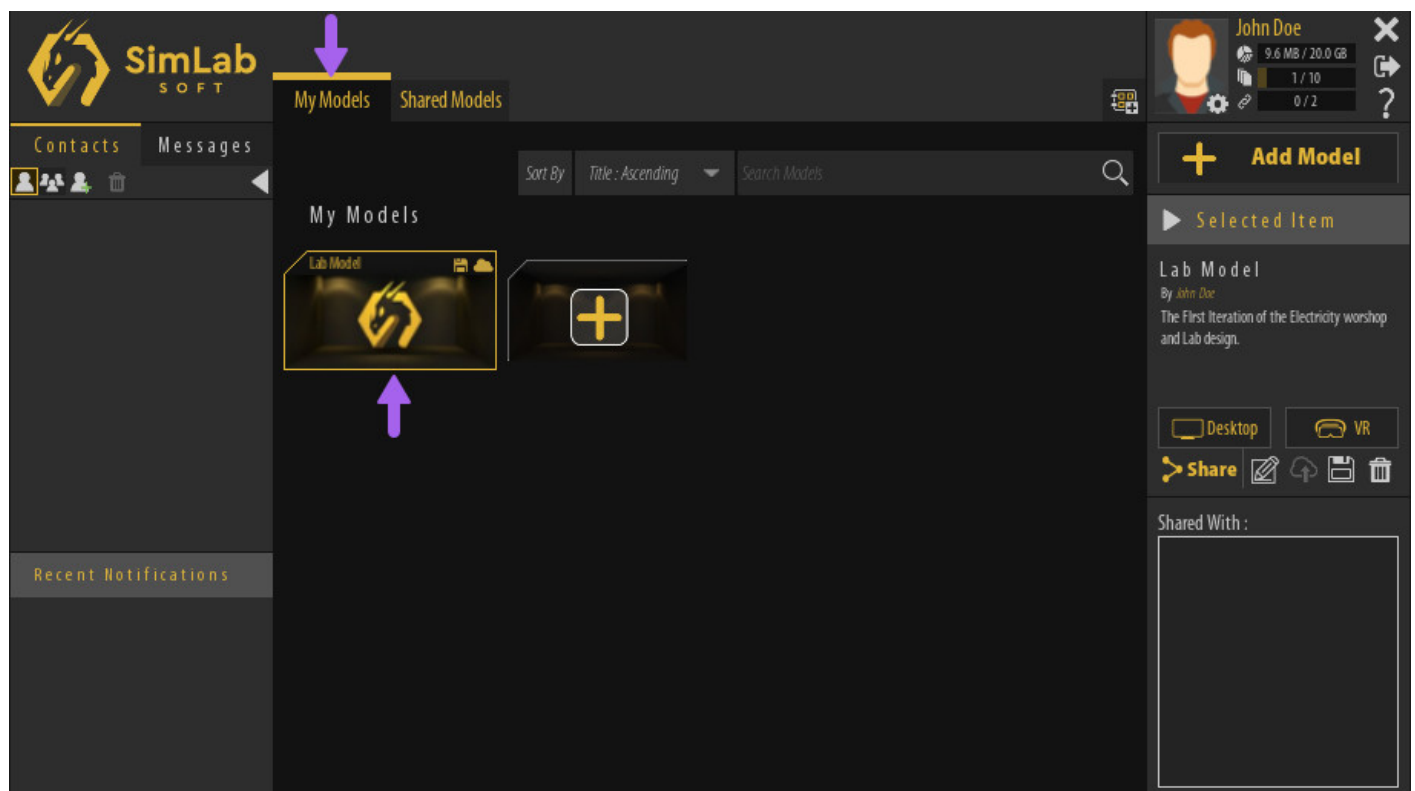 SimLab
SOFT
My Models
Shared Models
John Doe
9.6 MB / 20.0 GB
1 / 10
0 / 2
?
Contacts
Messages
Sort By
Title : Ascending
Search Models
Add Model
My Models
Selected Item
Lab Model
Lab Model
By John Doe
The FIrst Iteration of the Electricity worshop
and Lab design.
Desktop
VR
Share
Shared With :
Recent Notifications